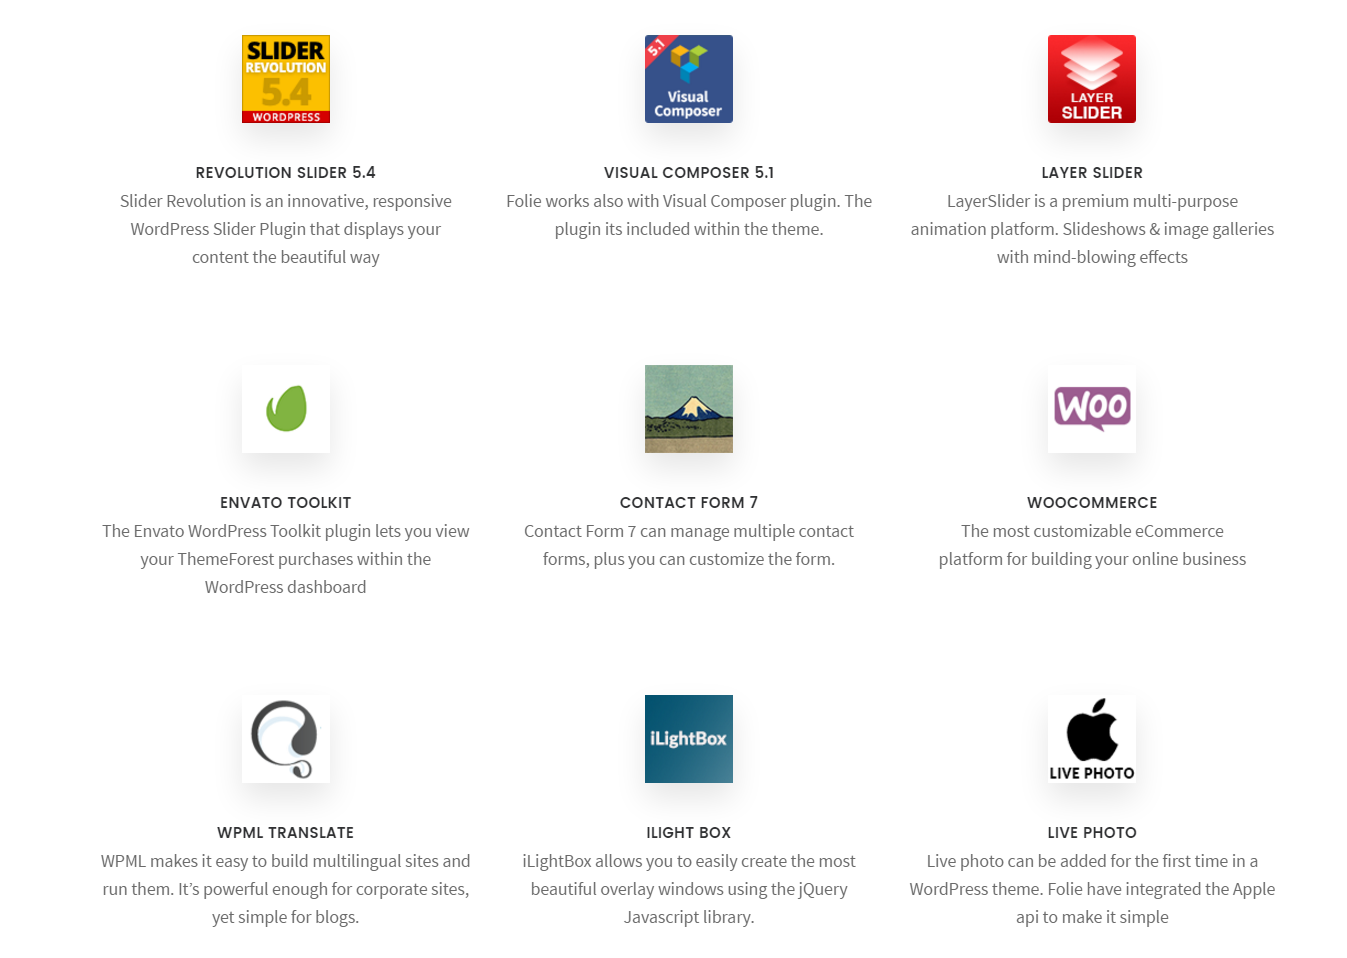 SLIDER
REVOLUTION
5.4
WORDPRESS
REVOLUTION SLIDER 5.4
Slider Revolution is an innovative, responsive
WordPress Slider Plugin that displays your
content the beautiful way
5.1
Visual
Composer
VISUAL COMPOSER 5.1
Folie works also with Visual Composer plugin. The
plugin its included within the theme.
LAYER
SLIDER
LAYER SLIDER
LayerSlider is a premium multi-purpose
animation platform. Slideshows & image galleries
with mind-blowing effects
ENVATO TOOLKIT
The Envato WordPress Toolkit plugin lets you view
your ThemeForest purchases within the
WordPress dashboard
CONTACT FORM 7
Contact Form 7 can manage multiple contact
forms, plus you can customize the form.
WOO
WOOCOMMERCE
The most customizable eCommerce
platform for building your online business
WPML TRANSLATE
WPML makes it easy to build multilingual sites and
run them. It’s powerful enough for corporate sites,
yet simple for blogs.
iLightBox
ILIGHT BOX
iLightBox allows you to easily create the most
beautiful overlay windows using the jQuery
Javascript library.
LIVE PHOTO
LIVE PHOTO
Live photo can be added for the first time in a
WordPress theme. Folie have integrated the Apple
api to make it simple